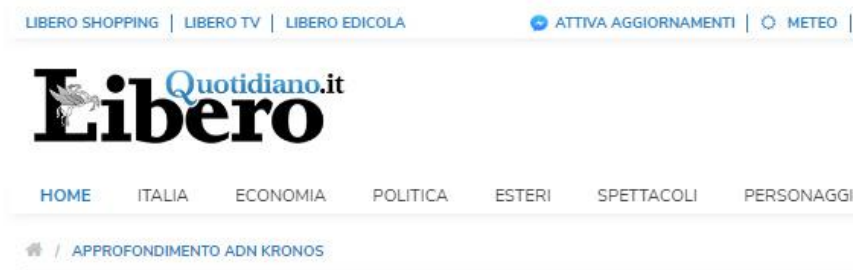 LIBERO SHOPPING | LIBERO TV | LIBERO EDICOLA ATTIVA AGGIORNAMENTI | METEO |
Libero Quotidiano.it
HOME ITALIA ECONOMIA POLITICA ESTERI SPETTACOLI PERSONAGGI
/ APPROFONDIMENTO ADN KRONOS